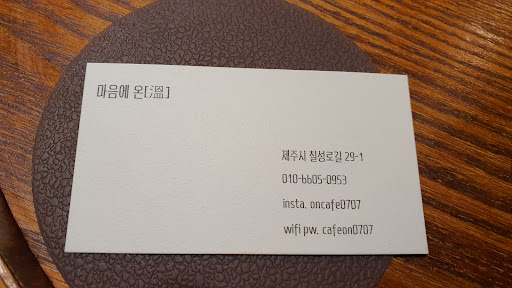 마음에 온[溫]
제주시 칠성로길 29-1
010-6605-0953
insta. oncafe0707
wifi pw. cafeon0707